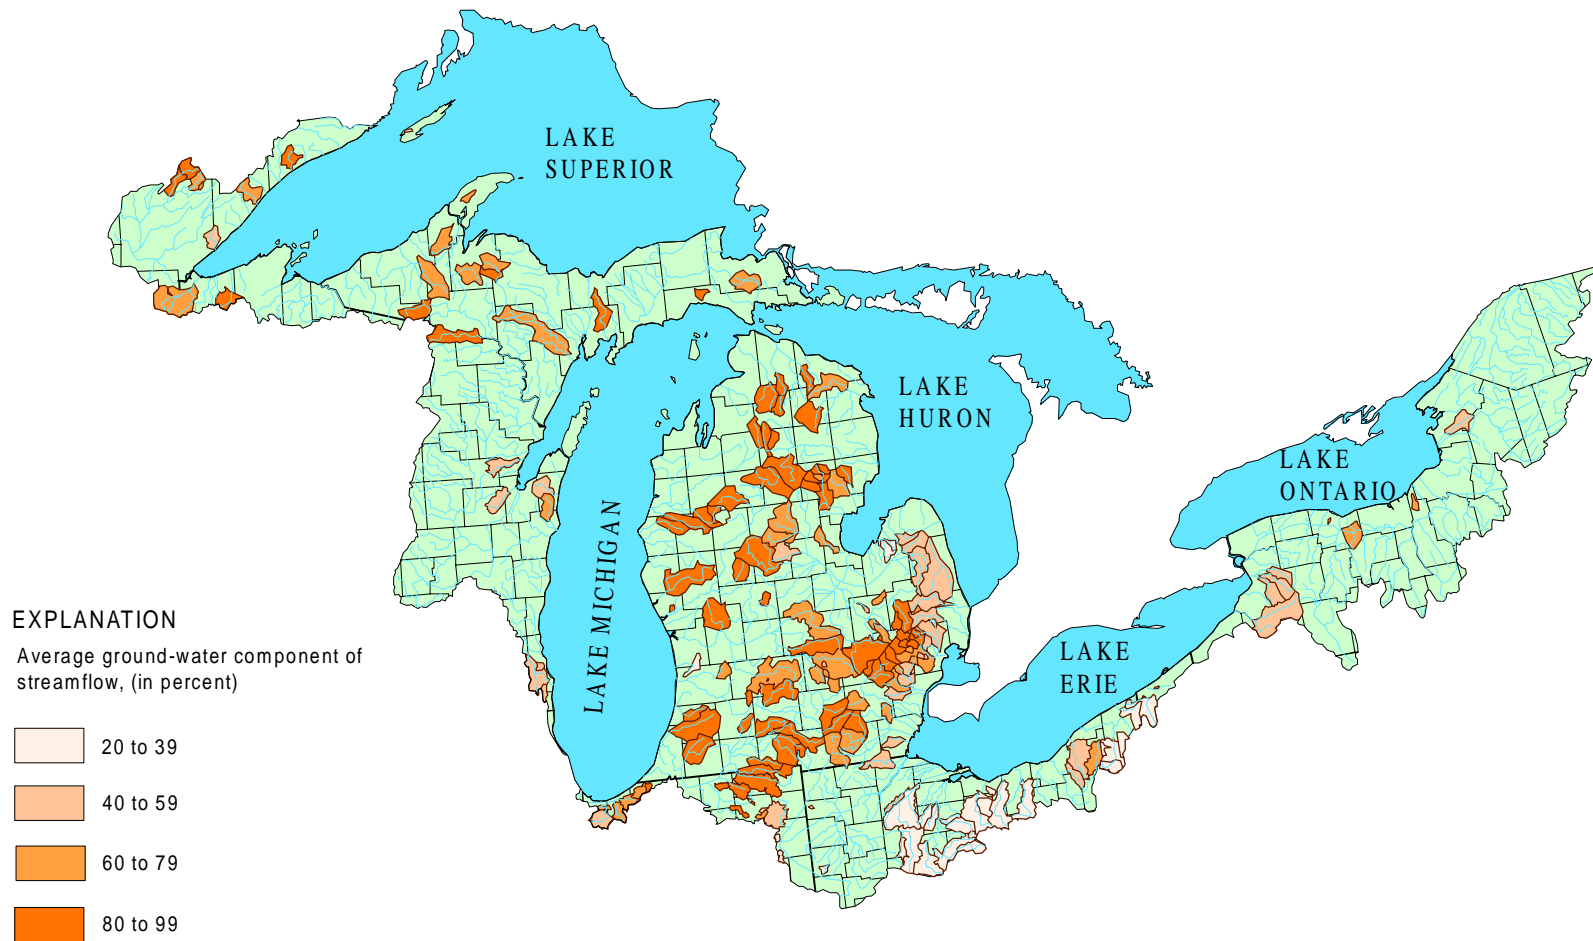 LAKE
SUPERIOR
LAKE
HURON
LAKE
ONTARIO
LAKE MICHIGAN
LAKE
ERIE
EXPLANATION
Average ground-water component of
streamflow, (in percent)
20 to 39
40 to 59
60 to 79
80 to 99